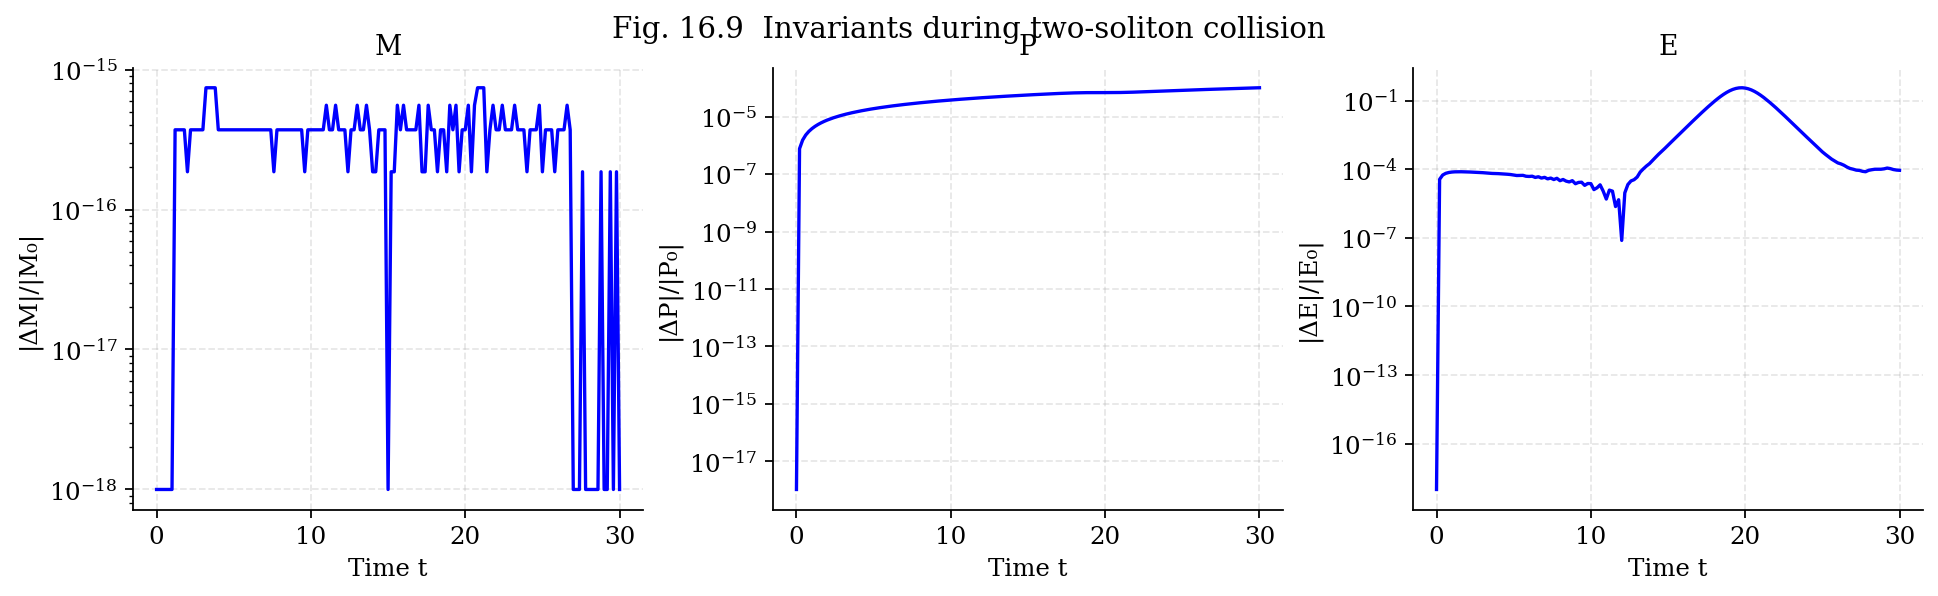 Fig. 16.9  Invariants during two-soliton collision
M
|ΔM|/|M₀|
10⁻¹⁵
10⁻¹⁶
10⁻¹⁷
10⁻¹⁸
0 10 20 30
Time t
P
|ΔP|/|P₀|
10⁻⁵
10⁻⁷
10⁻⁹
10⁻¹¹
10⁻¹³
10⁻¹⁵
10⁻¹⁷
0 10 20 30
Time t
E
|ΔE|/|E₀|
10⁻¹
10⁻⁴
10⁻⁷
10⁻¹⁰
10⁻¹³
10⁻¹⁶
0 10 20 30
Time t